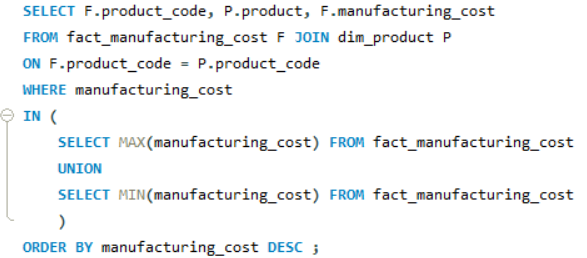 SELECT F.product_code, P.product, F.manufacturing_cost
FROM fact_manufacturing_cost F JOIN dim_product P
ON F.product_code = P.product_code
WHERE manufacturing_cost
IN (
SELECT MAX(manufacturing_cost) FROM fact_manufacturing_cost
UNION
SELECT MIN(manufacturing_cost) FROM fact_manufacturing_cost
)
ORDER BY manufacturing_cost DESC ;